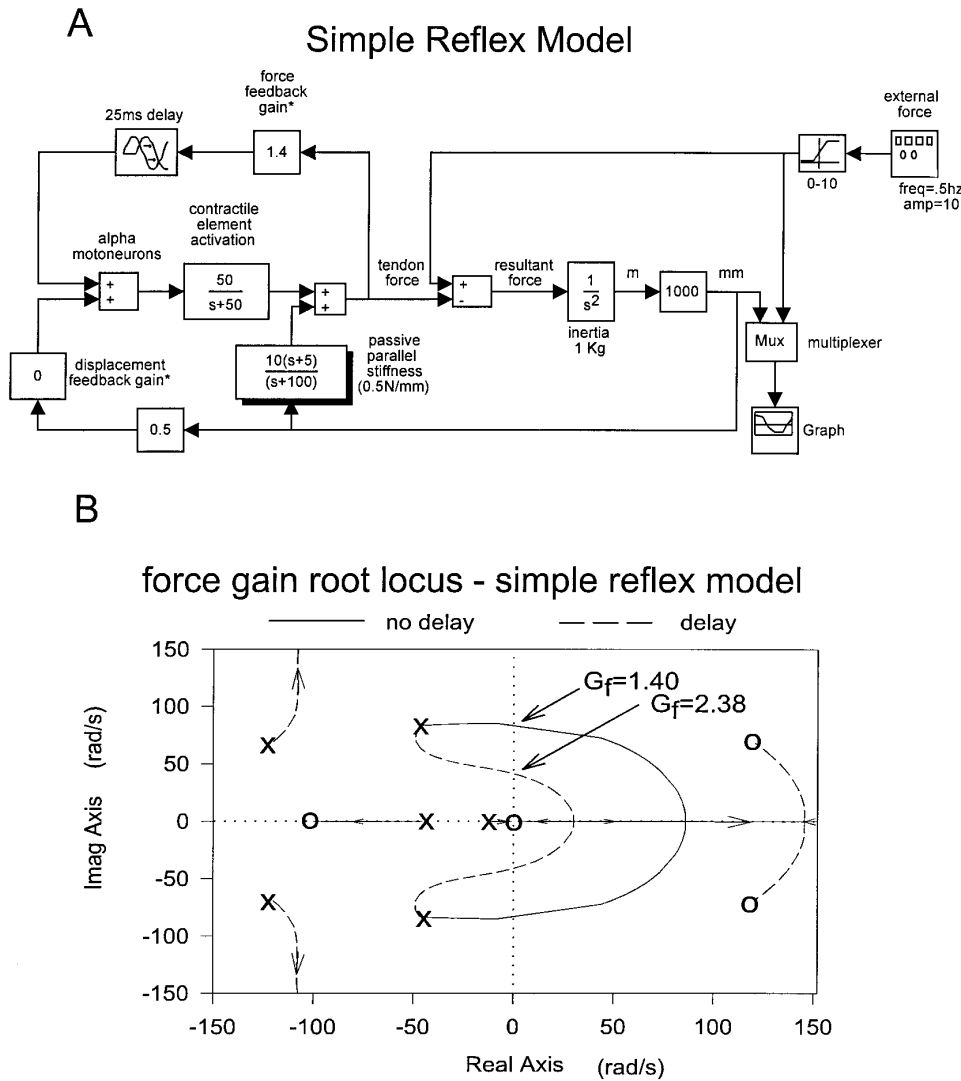 A
Simple Reflex Model
force
feedback
gain*
25ms delay
1.4
external
force
0-10
freq=.5hz
amp=10
contractile
element
activation
alpha
motoneurons
+
+
50
s+50
+
+
tendon
force
+
-
resultant
force
1
s²
inertia
1 Kg
m
1000
mm
Mux
multiplexer
Graph
0
displacement
feedback gain*
10(s+5)
(s+100)
passive
parallel
stiffness
(0.5N/mm)
0.5
B
force gain root locus - simple reflex model
no delay
delay
Gf=1.40
Gf=2.38
150
100
50
0
-50
-100
-150
Imag Axis (rad/s)
-150 -100 -50 0 50 100 150
Real Axis (rad/s)